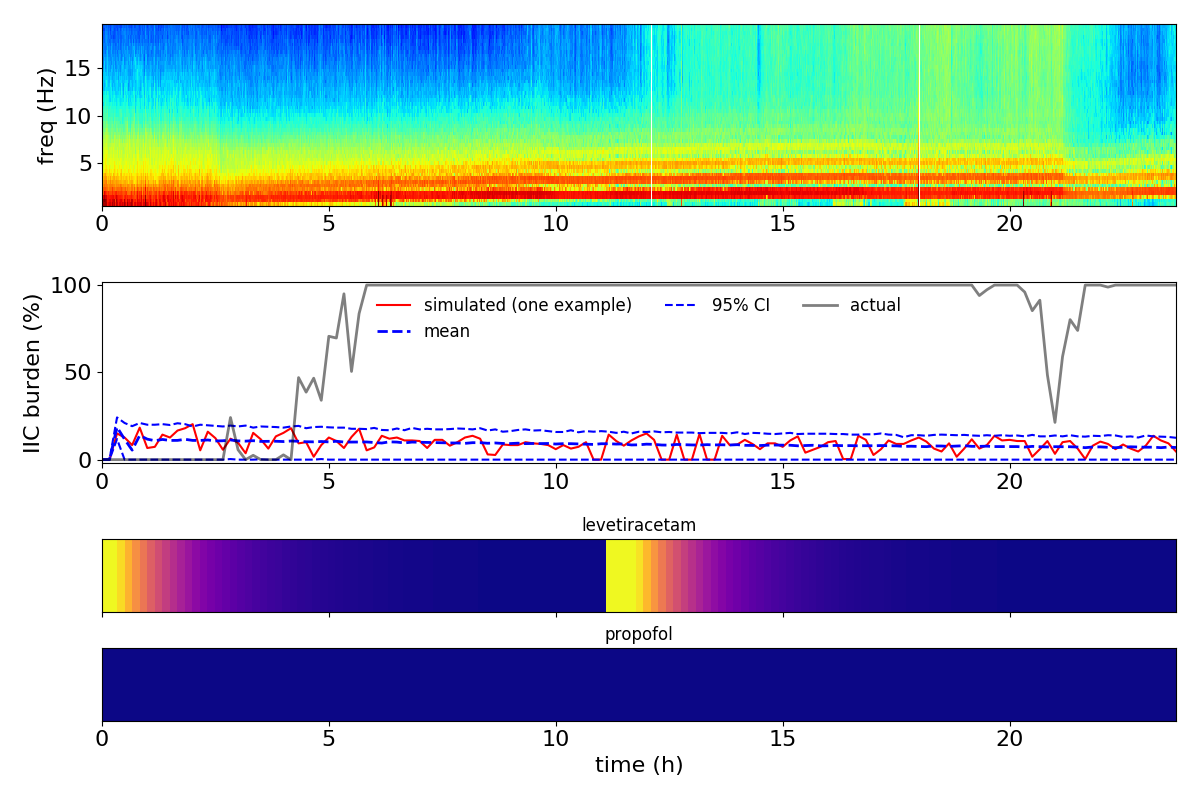 freq (Hz)
15
10
5
0 5 10 15 20
IIC burden (%)
100
50
0
simulated (one example) 95% CI actual
mean
0 5 10 15 20
levetiracetam
propofol
0 5 10 15 20
time (h)